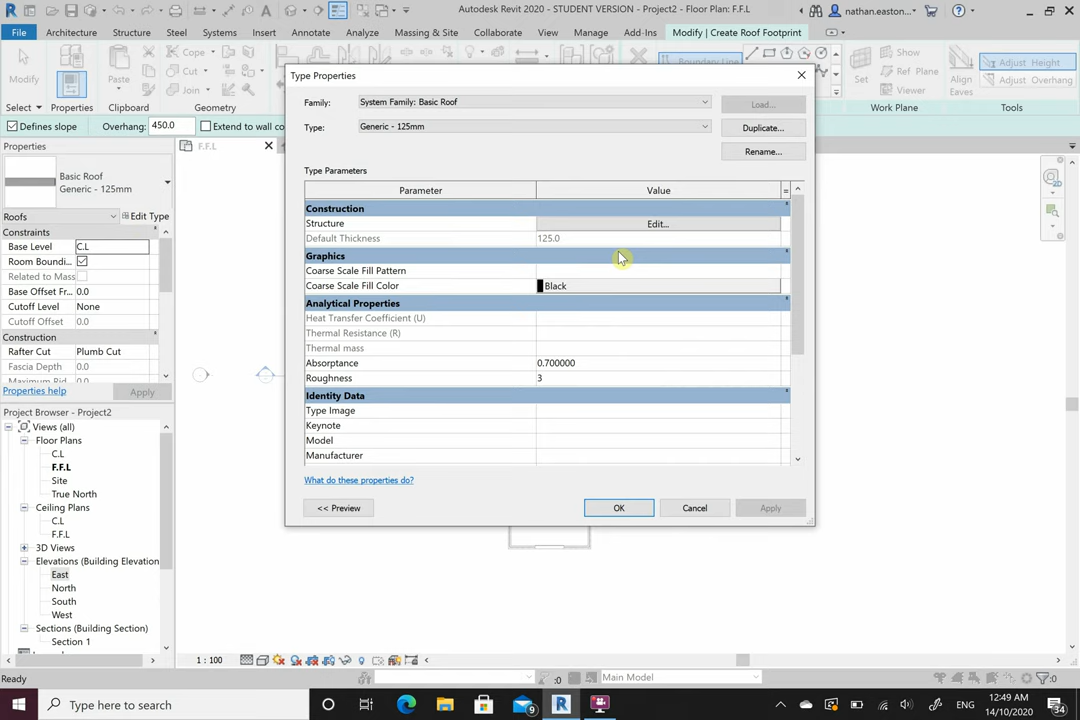 Autodesk Revit 2020 - STUDENT VERSION - Project2 - Floor Plan: F.F.L
nathan.easton...
File
Architecture
Structure
Steel
Systems
Insert
Annotate
Analyze
Massing & Site
Collaborate
View
Manage
Add-Ins
Modify | Create Roof Footprint
Modify
Paste
Cope
Cut
Join
Boundary Line
Set
Show
Ref Plane
Viewer
Align
Eaves
Adjust Height
Adjust Overhang
Select
Properties
Clipboard
Geometry
Work Plane
Tools
Defines slope
Overhang: 450.0
Extend to wall co
F.F.L
Properties
Basic Roof
Generic - 125mm
Roofs
Edit Type
Constraints
Base Level C.L
Room Boundi...
Related to Mass
Base Offset Fr... 0.0
Cutoff Level None
Cutoff Offset 0.0
Construction
Rafter Cut Plumb Cut
Fascia Depth 0.0
Properties help
Apply
Project Browser - Project2
Views (all)
Floor Plans
C.L
F.F.L
Site
True North
Ceiling Plans
C.L
F.F.L
3D Views
Elevations (Building Elevation
East
North
South
West
Sections (Building Section)
Section 1
Type Properties
Family: System Family: Basic Roof
Load...
Type: Generic - 125mm
Duplicate...
Rename...
Type Parameters
Parameter Value =
Construction
Structure Edit...
Default Thickness 125.0
Graphics
Coarse Scale Fill Pattern
Coarse Scale Fill Color Black
Analytical Properties
Heat Transfer Coefficient (U)
Thermal Resistance (R)
Thermal mass
Absorptance 0.700000
Roughness 3
Identity Data
Type Image
Keynote
Model
Manufacturer
What do these properties do?
<< Preview
OK
Cancel
Apply
1 : 100
Ready
:0
Main Model
:0
Type here to search
9
ENG
12:49 AM
14/10/2020
34